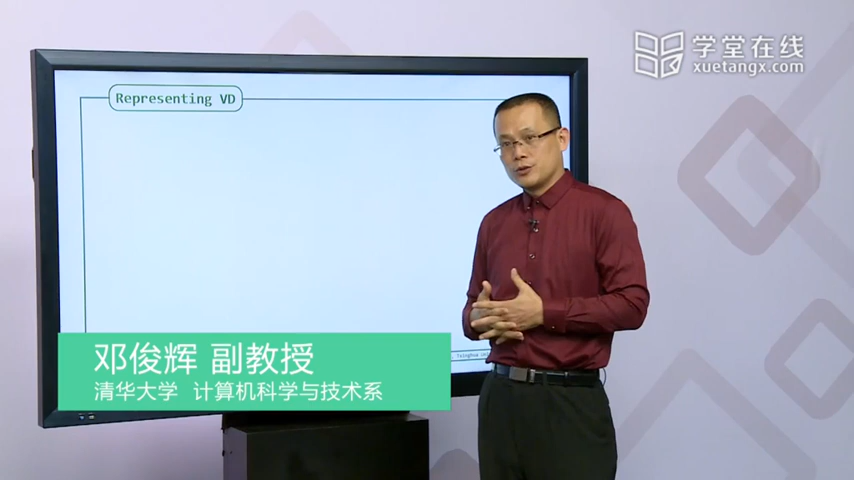 学堂在线
xuetangx.com
Representing VD
邓俊辉 副教授
清华大学 计算机科学与技术系